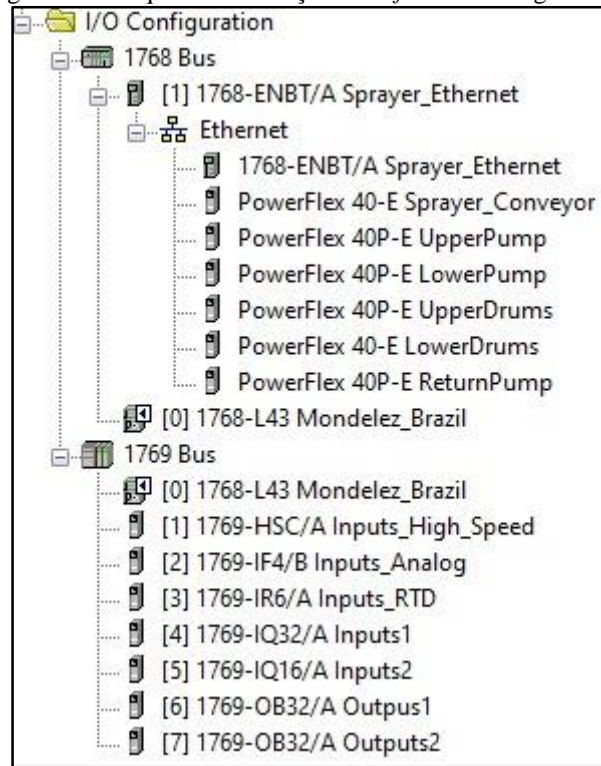 I/O Configuration
1768 Bus
[1] 1768-ENBT/A Sprayer_Ethernet
Ethernet
1768-ENBT/A Sprayer_Ethernet
PowerFlex 40-E Sprayer_Conveyor
PowerFlex 40P-E UpperPump
PowerFlex 40P-E LowerPump
PowerFlex 40P-E UpperDrums
PowerFlex 40-E LowerDrums
PowerFlex 40P-E ReturnPump
[0] 1768-L43 Mondelez_Brazil
1769 Bus
[0] 1768-L43 Mondelez_Brazil
[1] 1769-HSC/A Inputs_High_Speed
[2] 1769-IF4/B Inputs_Analog
[3] 1769-IR6/A Inputs_RTD
[4] 1769-IQ32/A Inputs1
[5] 1769-IQ16/A Inputs2
[6] 1769-OB32/A Outpus1
[7] 1769-OB32/A Outputs2